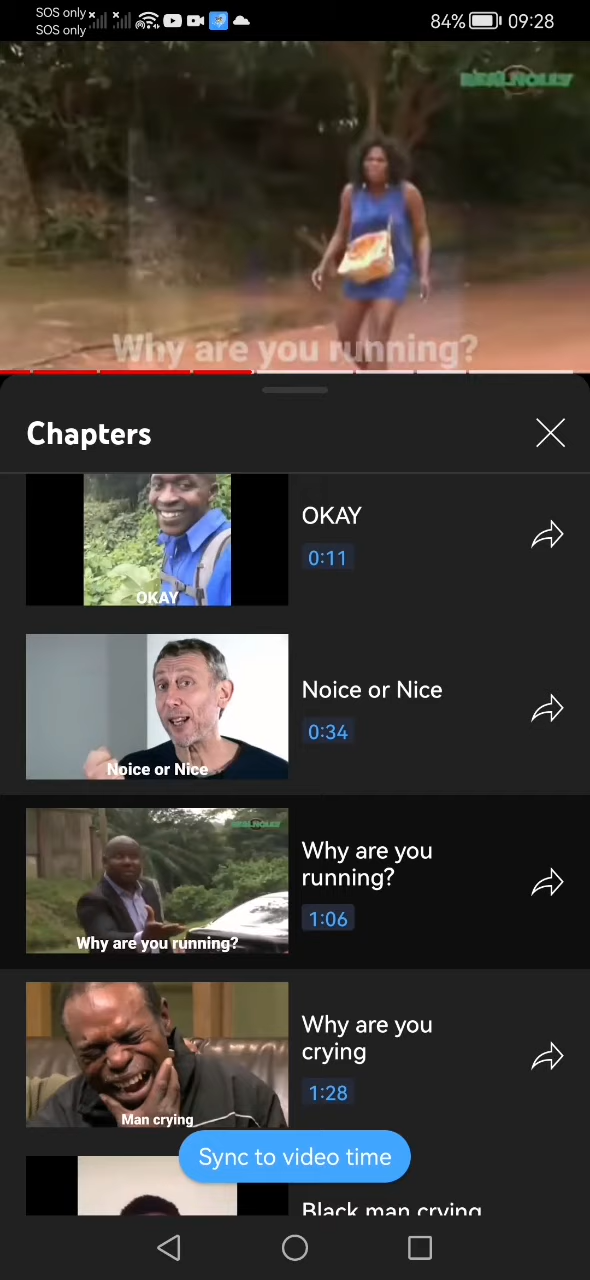 SOS only
SOS only
84% 09:28
REALNOLLY
Why are you running?
Chapters
OKAY
OKAY
0:11
Noice or Nice
Noice or Nice
0:34
REALNOLLY
Why are you running?
Why are you
running?
1:06
Man crying
Why are you
crying
1:28
Sync to video time
Black man crying